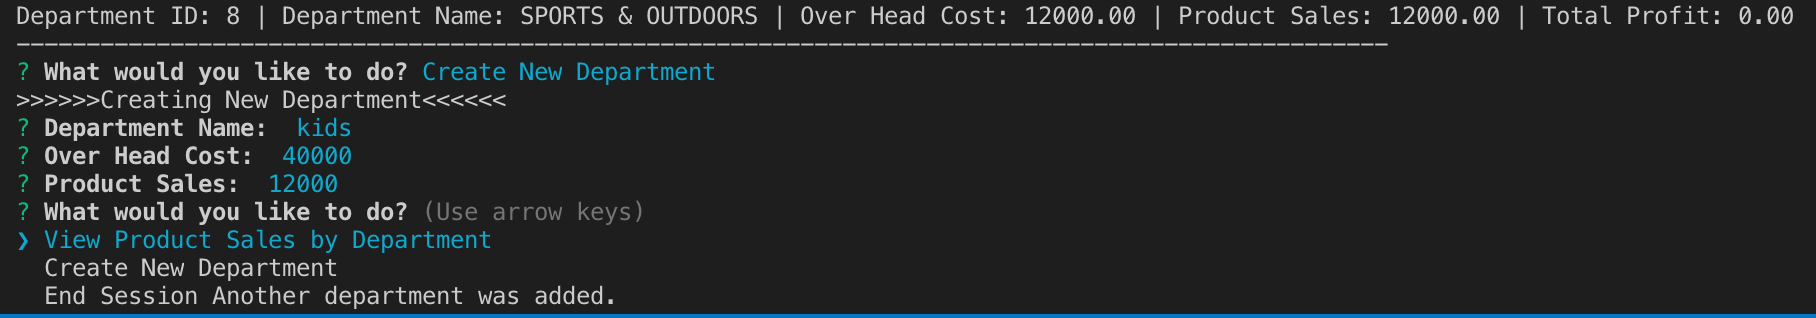 Department ID: 8 | Department Name: SPORTS & OUTDOORS | Over Head Cost: 12000.00 | Product Sales: 12000.00 | Total Profit: 0.00
--------------------------------------------------------------------------------------------------
? What would you like to do? Create New Department
>>>>>>Creating New Department<<<<<<
? Department Name:  kids
? Over Head Cost:  40000
? Product Sales:  12000
? What would you like to do? (Use arrow keys)
❯ View Product Sales by Department
  Create New Department
  End Session Another department was added.